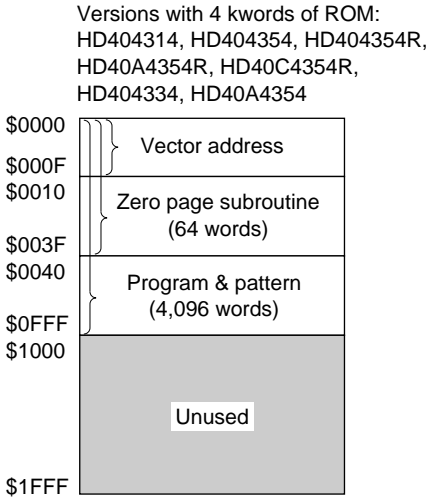 Versions with 4 kwords of ROM:
HD404314, HD404354, HD404354R,
HD40A4354R, HD40C4354R,
HD404334, HD40A4354
$0000
Vector address
$000F
$0010
Zero page subroutine
(64 words)
$003F
$0040
Program & pattern
(4,096 words)
$0FFF
$1000
Unused
$1FFF